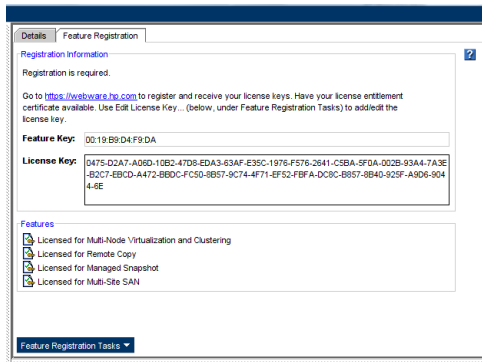 Details
Feature Registration
Registration Information
Registration is required.
Go to https://webware.hp.com to register and receive your license keys. Have your license entitlement
certificate available. Use Edit License Key... (below, under Feature Registration Tasks) to add/edit the
license key.
Feature Key: 00:19:B9:D4:F9:DA
License Key: 0475-D2A7-A06D-10B2-47D8-EDA3-63AF-E35C-1976-F576-2641-C5BA-5F0A-002B-93A4-7A3E
-B2C7-EBCD-A472-BBDC-FC50-8B57-9C74-4F71-EF52-FBFA-DC8C-B857-8B40-925F-A9D6-904
4-6E
Features
Licensed for Multi-Node Virtualization and Clustering
Licensed for Remote Copy
Licensed for Managed Snapshot
Licensed for Multi-Site SAN
Feature Registration Tasks
?